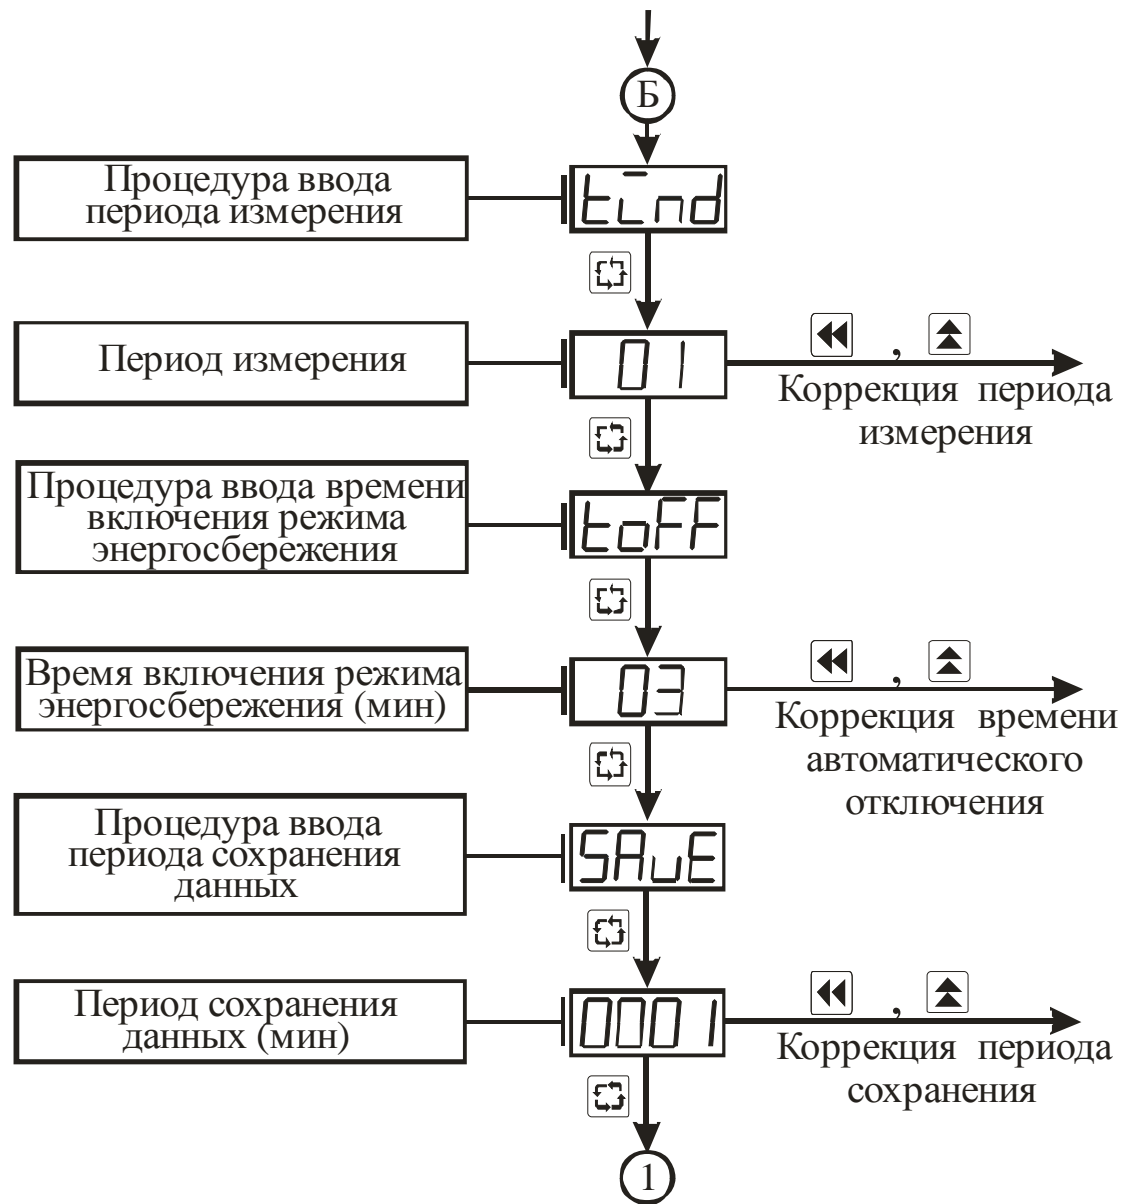 Б
Процедура ввода
периода измерения
tind
Период измерения
01
,
Коррекция периода
измерения
Процедура ввода времени
включения режима
энергосбережения
toFF
Время включения режима
энергосбережения (мин)
03
,
Коррекция времени
автоматического
отключения
Процедура ввода
периода сохранения
данных
SAvE
Период сохранения
данных (мин)
0001
,
Коррекция периода
сохранения
1